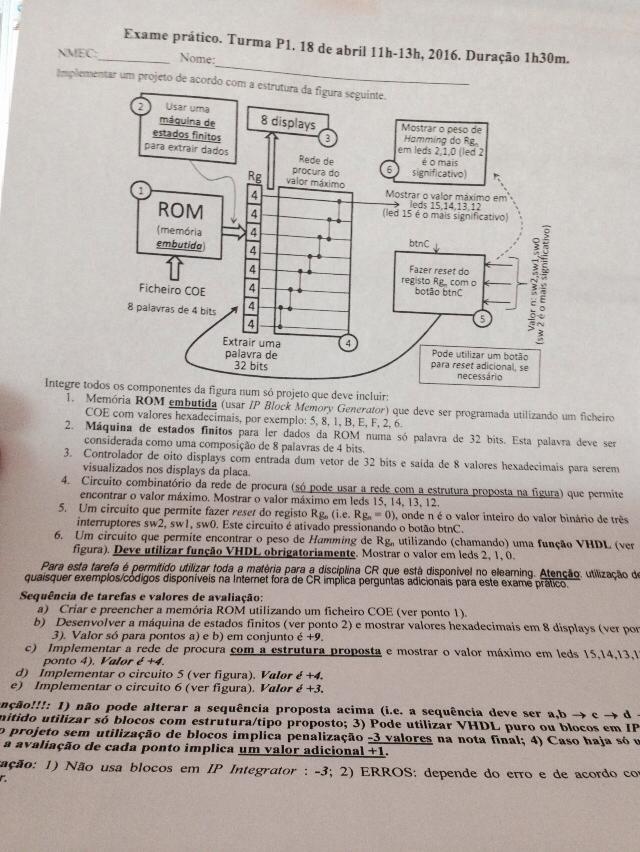 Exame prático. Turma P1. 18 de abril 11h-13h, 2016. Duração 1h30m.
NMEC:__________ Nome:______________________________
Implementar um projeto de acordo com a estrutura da figura seguinte.
2
Usar uma
máquina de
estados finitos
para extrair dados
8 displays
3
Mostrar o peso de
Hamming do Rgn
em leds 2,1,0 (led 2
é o mais
significativo)
6
Rede de
procura do
valor máximo
Rg
1
ROM
(memória
embutida)
4
4
4
4
4
4
4
4
Mostrar o valor máximo em
leds 15,14,13,12
(led 15 é o mais significativo)
btnC
Fazer reset do
registo Rgn com o
botão btnC
5
Valor n: sw2,sw1,sw0
(sw 2 é o mais significativo)
Ficheiro COE
8 palavras de 4 bits
Extrair uma
palavra de
32 bits
4
Pode utilizar um botão
para reset adicional, se
necessário
Integre todos os componentes da figura num só projeto que deve incluir:
1. Memória ROM embutida (usar IP Block Memory Generator) que deve ser programada utilizando um ficheiro
COE com valores hexadecimais, por exemplo: 5, 8, 1, B, E, F, 2, 6.
2. Máquina de estados finitos para ler dados da ROM numa só palavra de 32 bits. Esta palavra deve ser
considerada como uma composição de 8 palavras de 4 bits.
3. Controlador de oito displays com entrada dum vetor de 32 bits e saída de 8 valores hexadecimais para serem
visualizados nos displays da placa.
4. Circuito combinatório da rede de procura (só pode usar a rede com a estrutura proposta na figura) que permite
encontrar o valor máximo. Mostrar o valor máximo em leds 15, 14, 13, 12.
5. Um circuito que permite fazer reset do registo Rgn (i.e. Rgn = 0), onde n é o valor inteiro do valor binário de três
interruptores sw2, sw1, sw0. Este circuito é ativado pressionando o botão btnC.
6. Um circuito que permite encontrar o peso de Hamming de Rgn utilizando (chamando) uma função VHDL (ver
figura). Deve utilizar função VHDL obrigatoriamente. Mostrar o valor em leds 2, 1, 0.
Para esta tarefa é permitido utilizar toda a matéria para a disciplina CR que está disponível no elearning. Atenção: utilização de
quaisquer exemplos/códigos disponíveis na Internet fora de CR implica perguntas adicionais para este exame prático.
Sequência de tarefas e valores de avaliação:
a) Criar e preencher a memória ROM utilizando um ficheiro COE (ver ponto 1).
b) Desenvolver a máquina de estados finitos (ver ponto 2) e mostrar valores hexadecimais em 8 displays (ver
3). Valor só para pontos a) e b) em conjunto é +9.
c) Implementar a rede de procura com a estrutura proposta e mostrar o valor máximo em leds 15,14,13,1
ponto 4). Valor é +4.
d) Implementar o circuito 5 (ver figura). Valor é +4.
e) Implementar o circuito 6 (ver figura). Valor é +3.
nção!!!: 1) não pode alterar a sequência proposta acima (i.e. a sequência deve ser a,b → c → d
mitido utilizar só blocos com estrutura/tipo proposto; 3) Pode utilizar VHDL puro ou blocos em IP
o projeto sem utilização de blocos implica penalização -3 valores na nota final; 4) Caso haja só u
a avaliação de cada ponto implica um valor adicional +1.
ação: 1) Não usa blocos em IP Integrator : -3; 2) ERROS: depende do erro e de acordo co
r.